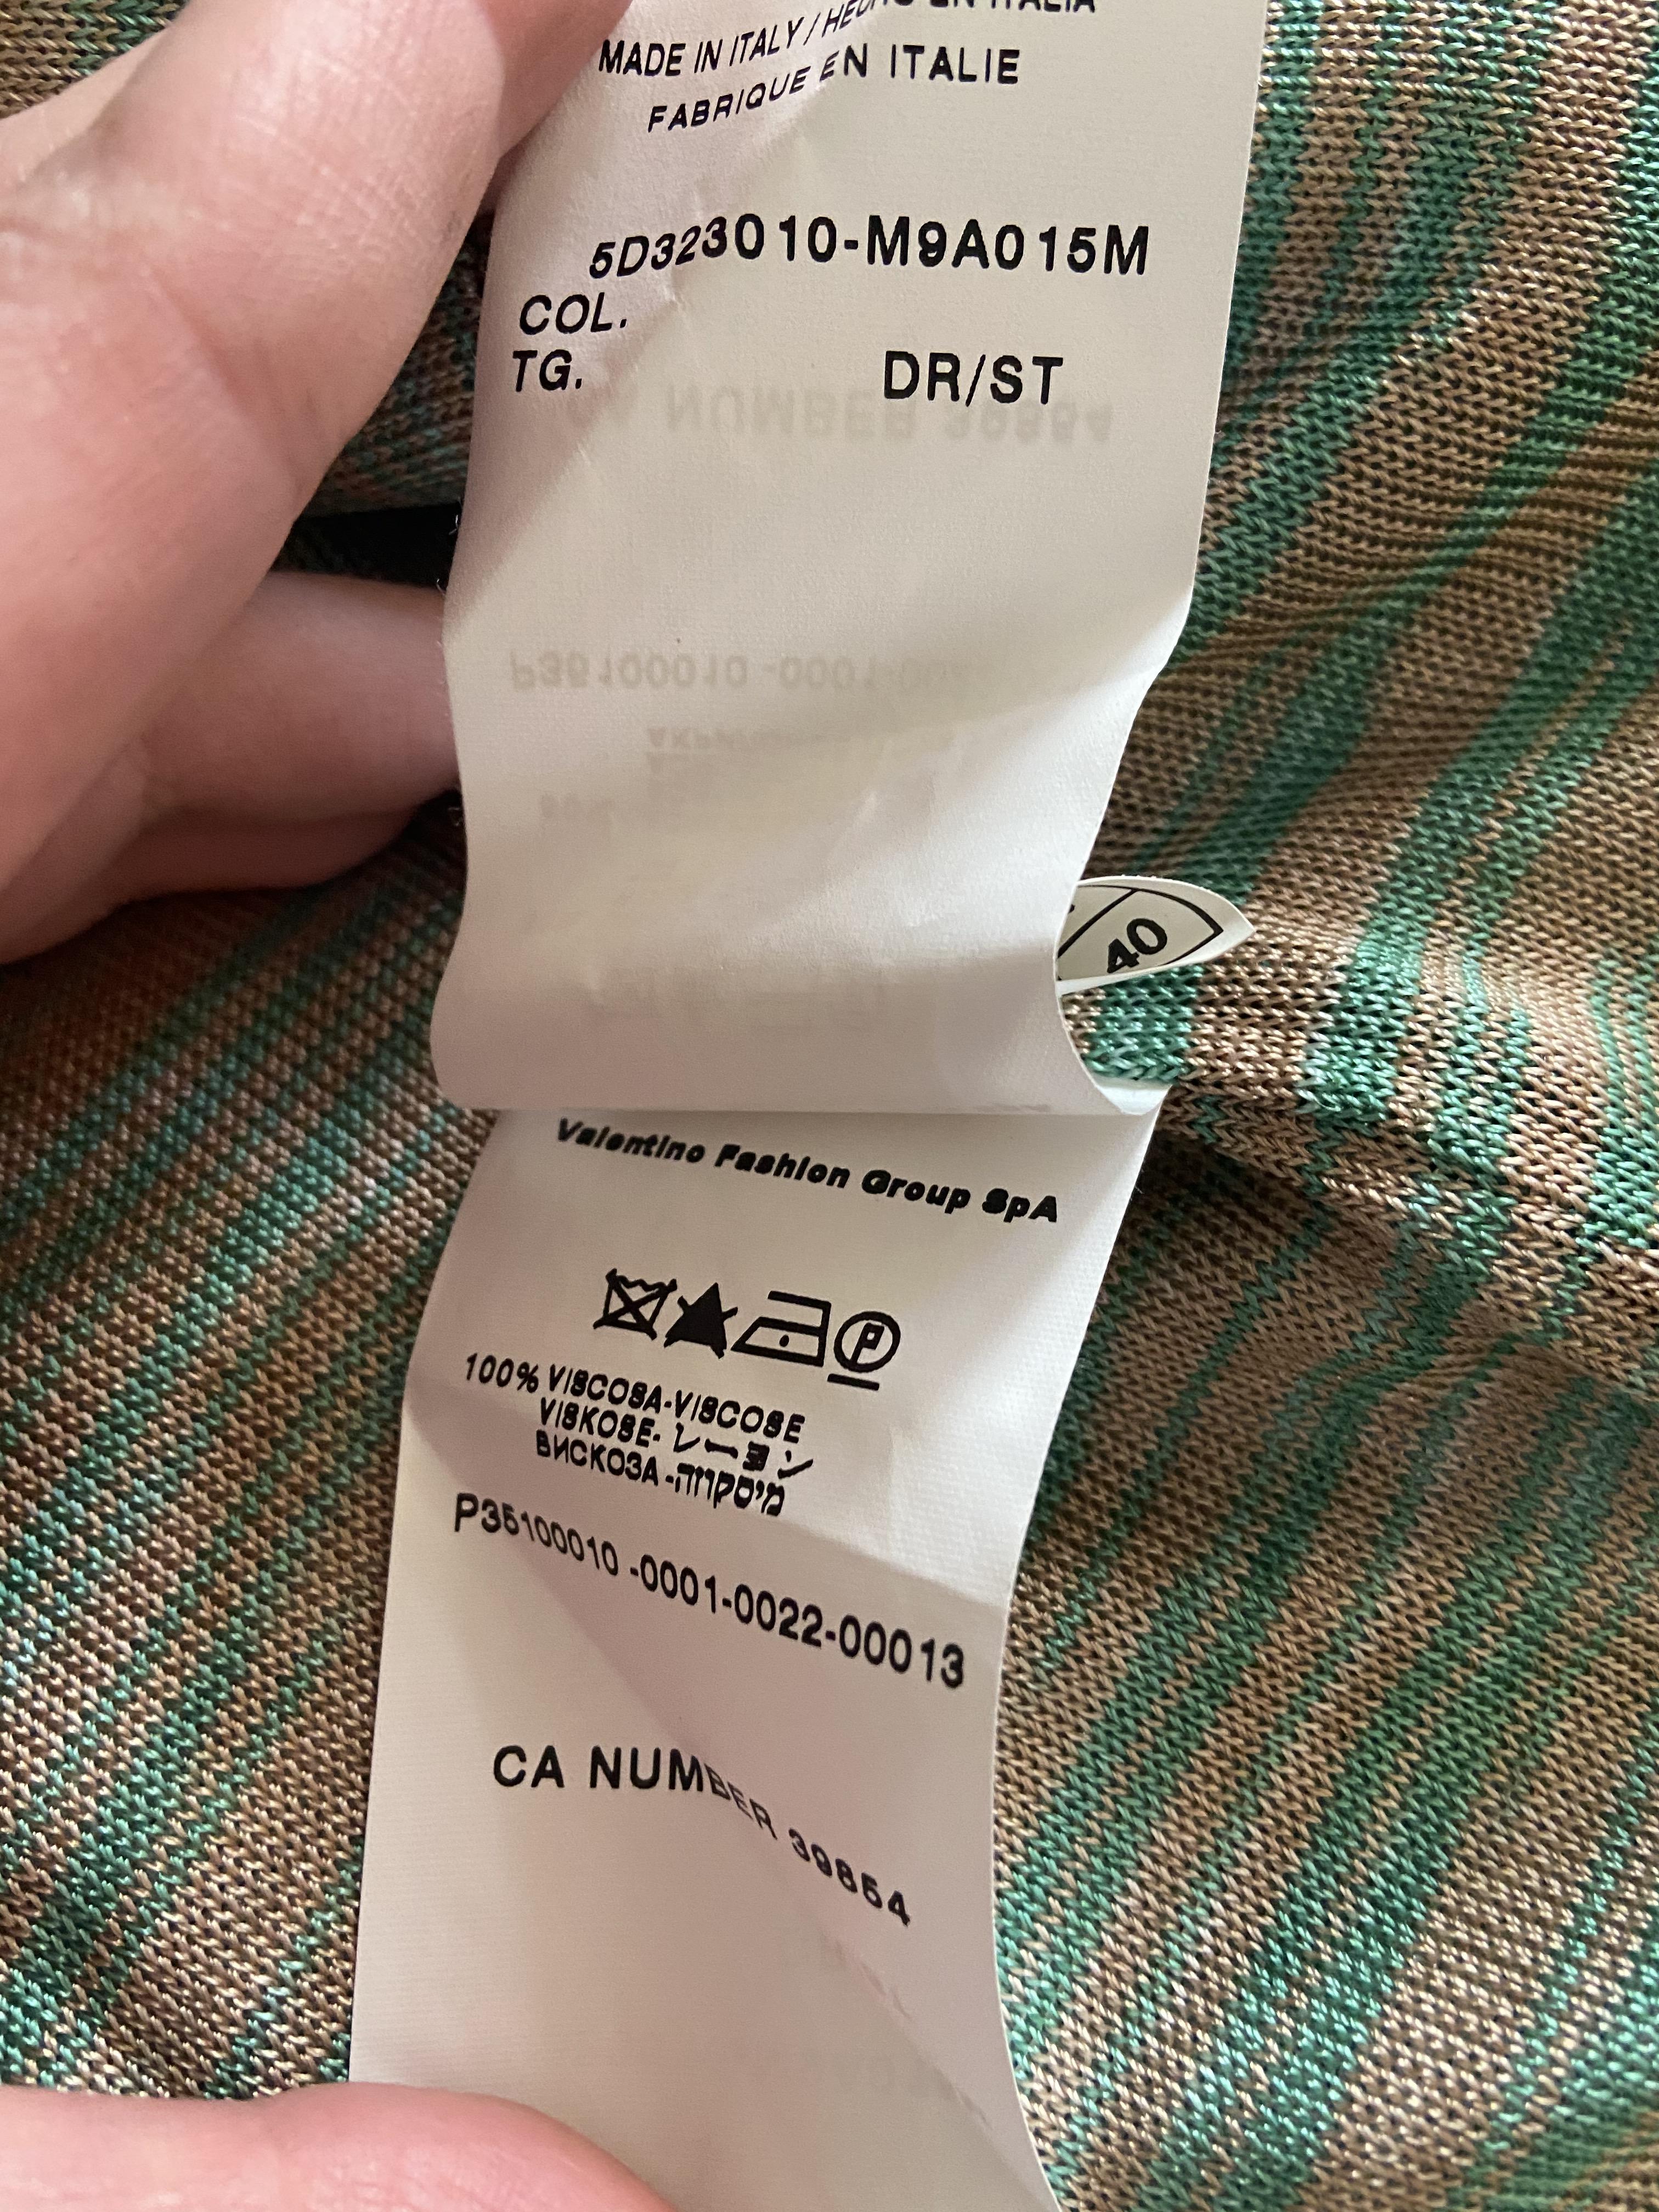 MADE IN ITALY / HECHO EN ITALIA
FABRIQUE EN ITALIE
5D323010-M9A015M
COL.
TG. DR/ST
40
Valentino Fashion Group SpA
P
100% VISCOSA-VISCOSE
VISKOSE- レーヨン
ВИСКОЗА -מיסקוזה
P35100010 -0001-0022-00013
CA NUMBER 39854